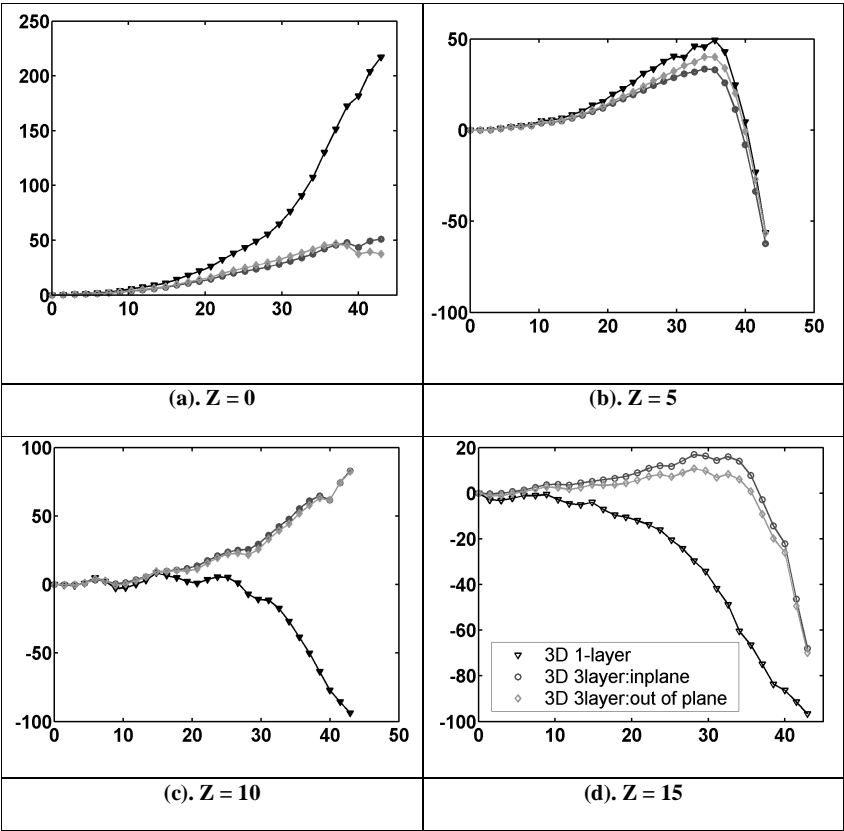 250
200
150
100
50
0
0 10 20 30 40
50
0
-50
-100
0 10 20 30 40 50
(a). Z = 0
(b). Z = 5
100
50
0
-50
-100
0 10 20 30 40 50
20
0
-20
-40
-60
-80
-100
0 10 20 30 40
3D 1-layer
3D 3layer:inplane
3D 3layer:out of plane
(c). Z = 10
(d). Z = 15